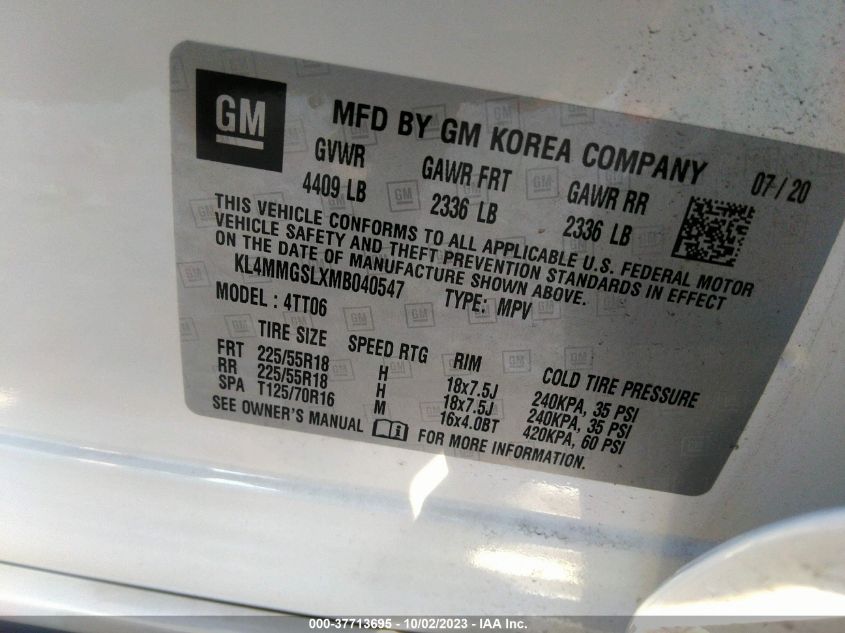 GM
MFD BY GM KOREA COMPANY
07/20
GVWR GAWR FRT GAWR RR
4409 LB 2336 LB 2336 LB
THIS VEHICLE CONFORMS TO ALL APPLICABLE U.S. FEDERAL MOTOR
VEHICLE SAFETY AND THEFT PREVENTION STANDARDS IN EFFECT
ON THE DATE OF MANUFACTURE SHOWN ABOVE.
KL4MMGSLXMB040547
MODEL : 4TT06 TYPE: MPV
TIRE SIZE SPEED RTG RIM COLD TIRE PRESSURE
FRT 225/55R18 H 18x7.5J 240KPA, 35 PSI
RR 225/55R18 H 18x7.5J 240KPA, 35 PSI
SPA T125/70R16 M 16x4.0BT 420KPA, 60 PSI
SEE OWNER'S MANUAL FOR MORE INFORMATION.
000-37713695 - 10/02/2023 - IAA Inc.